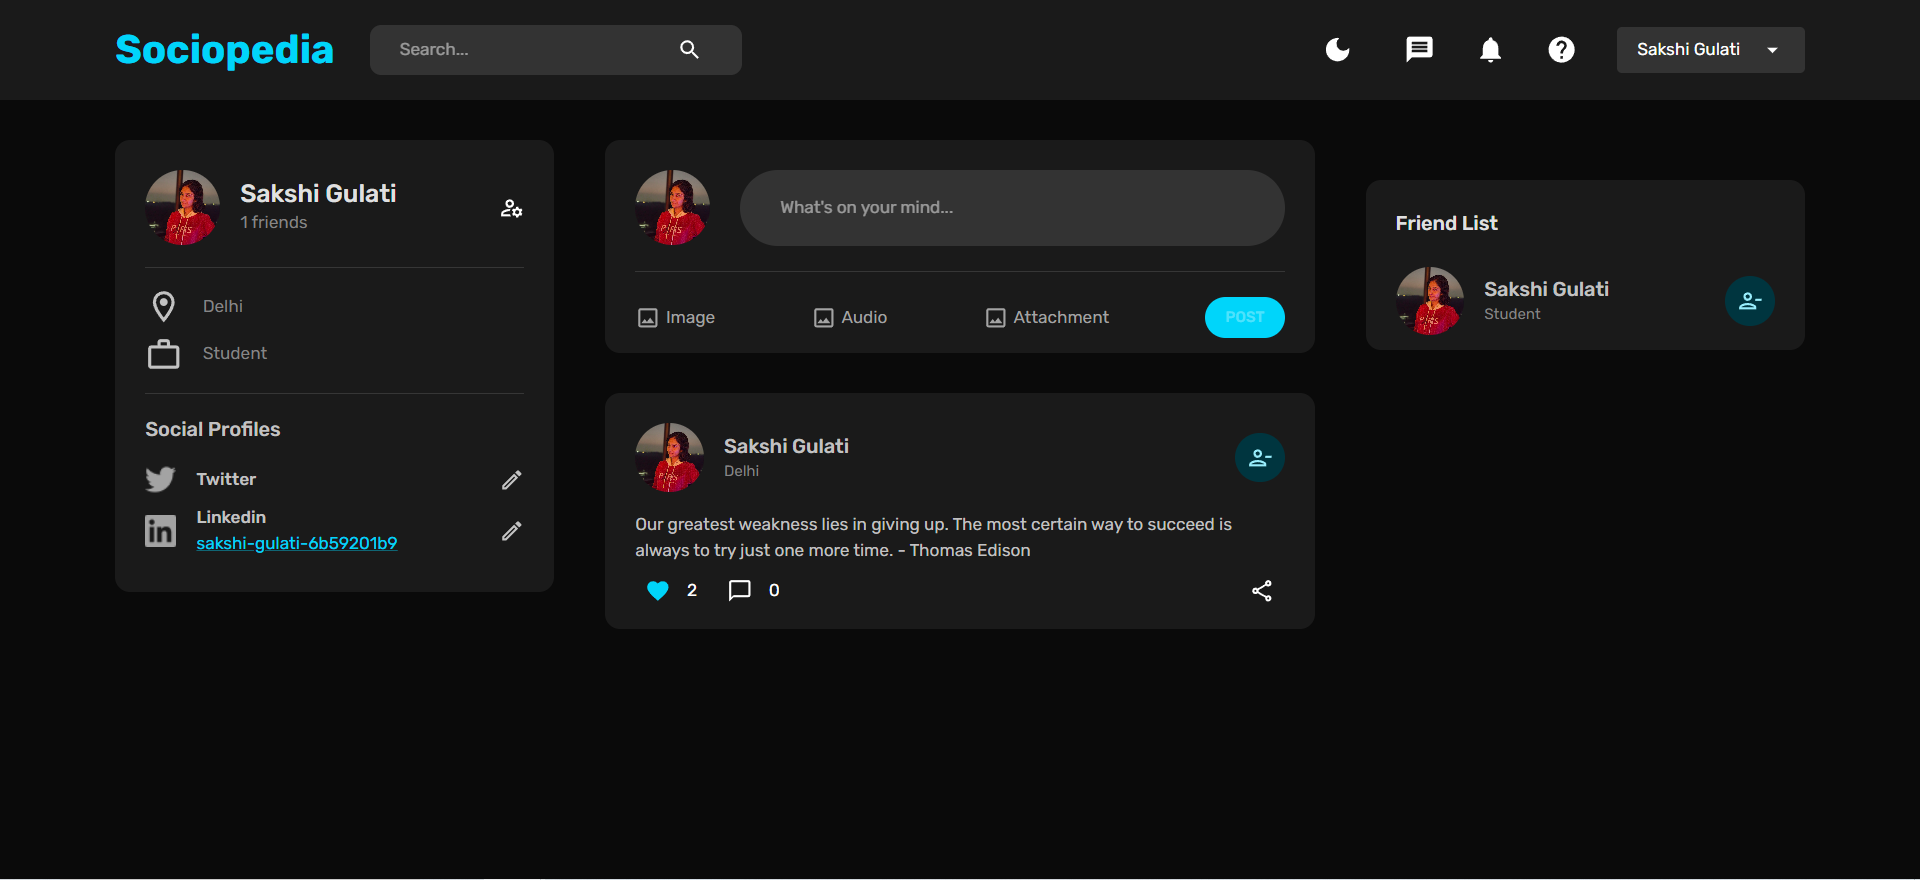 Sociopedia
Search...
Sakshi Gulati
Sakshi Gulati
1 friends
Delhi
Student
Social Profiles
Twitter
Linkedin
sakshi-gulati-6b59201b9
What's on your mind...
Image
Audio
Attachment
POST
Sakshi Gulati
Delhi
Our greatest weakness lies in giving up. The most certain way to succeed is
always to try just one more time. - Thomas Edison
2
0
Friend List
Sakshi Gulati
Student